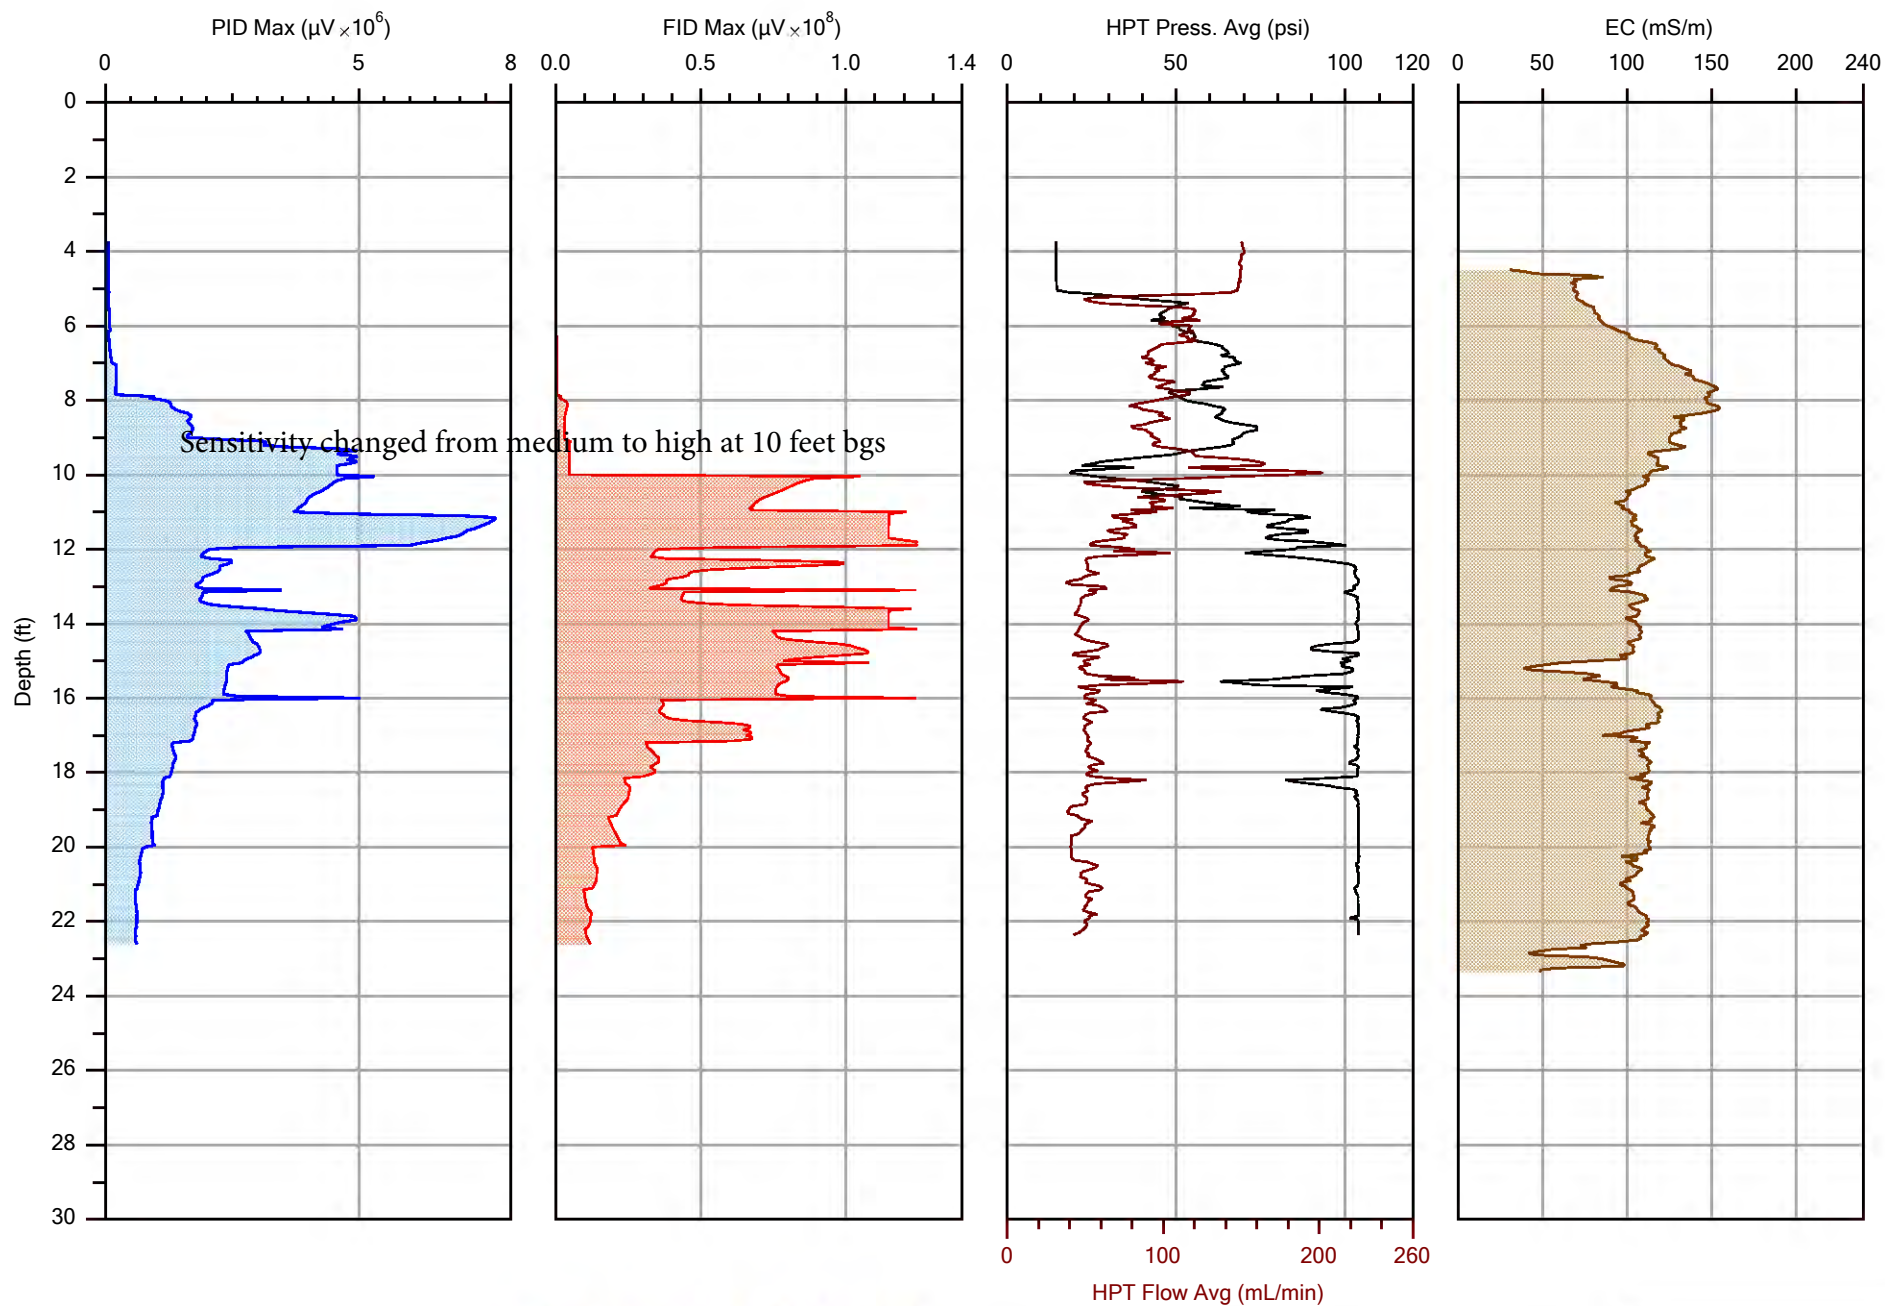 PID Max (µV ×10⁶) FID Max (µV ×10⁸) HPT Press. Avg (psi) EC (mS/m)
0 5 8 0.0 0.5 1.0 1.4 0 50 100 120 0 50 100 150 200 240
0
2
4
6
8
Sensitivity changed from medium to high at 10 feet bgs
10
12
14
Depth (ft)
16
18
20
22
24
26
28
30
0 100 200 260
HPT Flow Avg (mL/min)